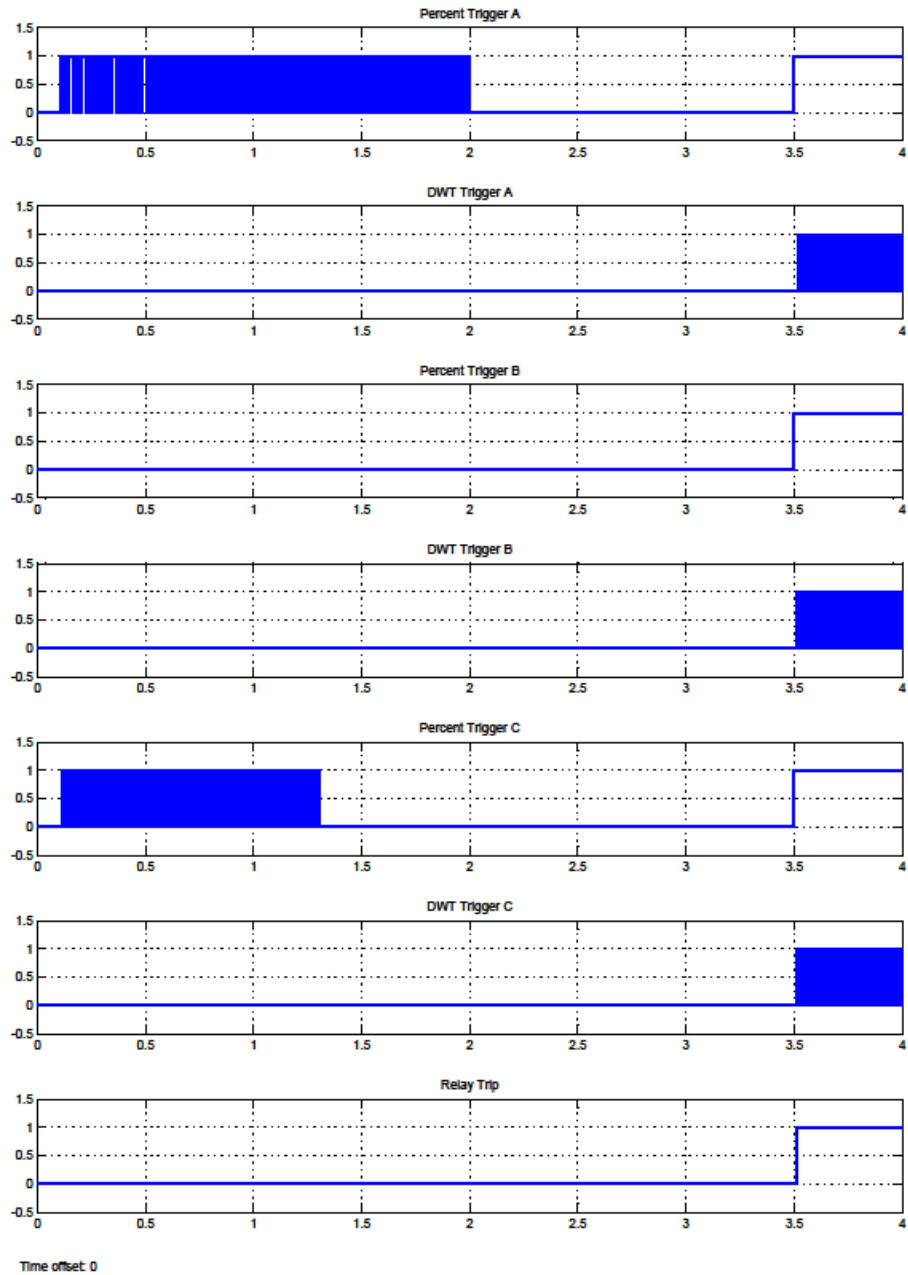 Percent Trigger A
1.5
1
0.5
0
-0.5
0 0.5 1 1.5 2 2.5 3 3.5 4
DWT Trigger A
1.5
1
0.5
0
-0.5
0 0.5 1 1.5 2 2.5 3 3.5 4
Percent Trigger B
1.5
1
0.5
0
-0.5
0 0.5 1 1.5 2 2.5 3 3.5 4
DWT Trigger B
1.5
1
0.5
0
-0.5
0 0.5 1 1.5 2 2.5 3 3.5 4
Percent Trigger C
1.5
1
0.5
0
-0.5
0 0.5 1 1.5 2 2.5 3 3.5 4
DWT Trigger C
1.5
1
0.5
0
-0.5
0 0.5 1 1.5 2 2.5 3 3.5 4
Relay Trip
1.5
1
0.5
0
-0.5
0 0.5 1 1.5 2 2.5 3 3.5 4
Time offset: 0